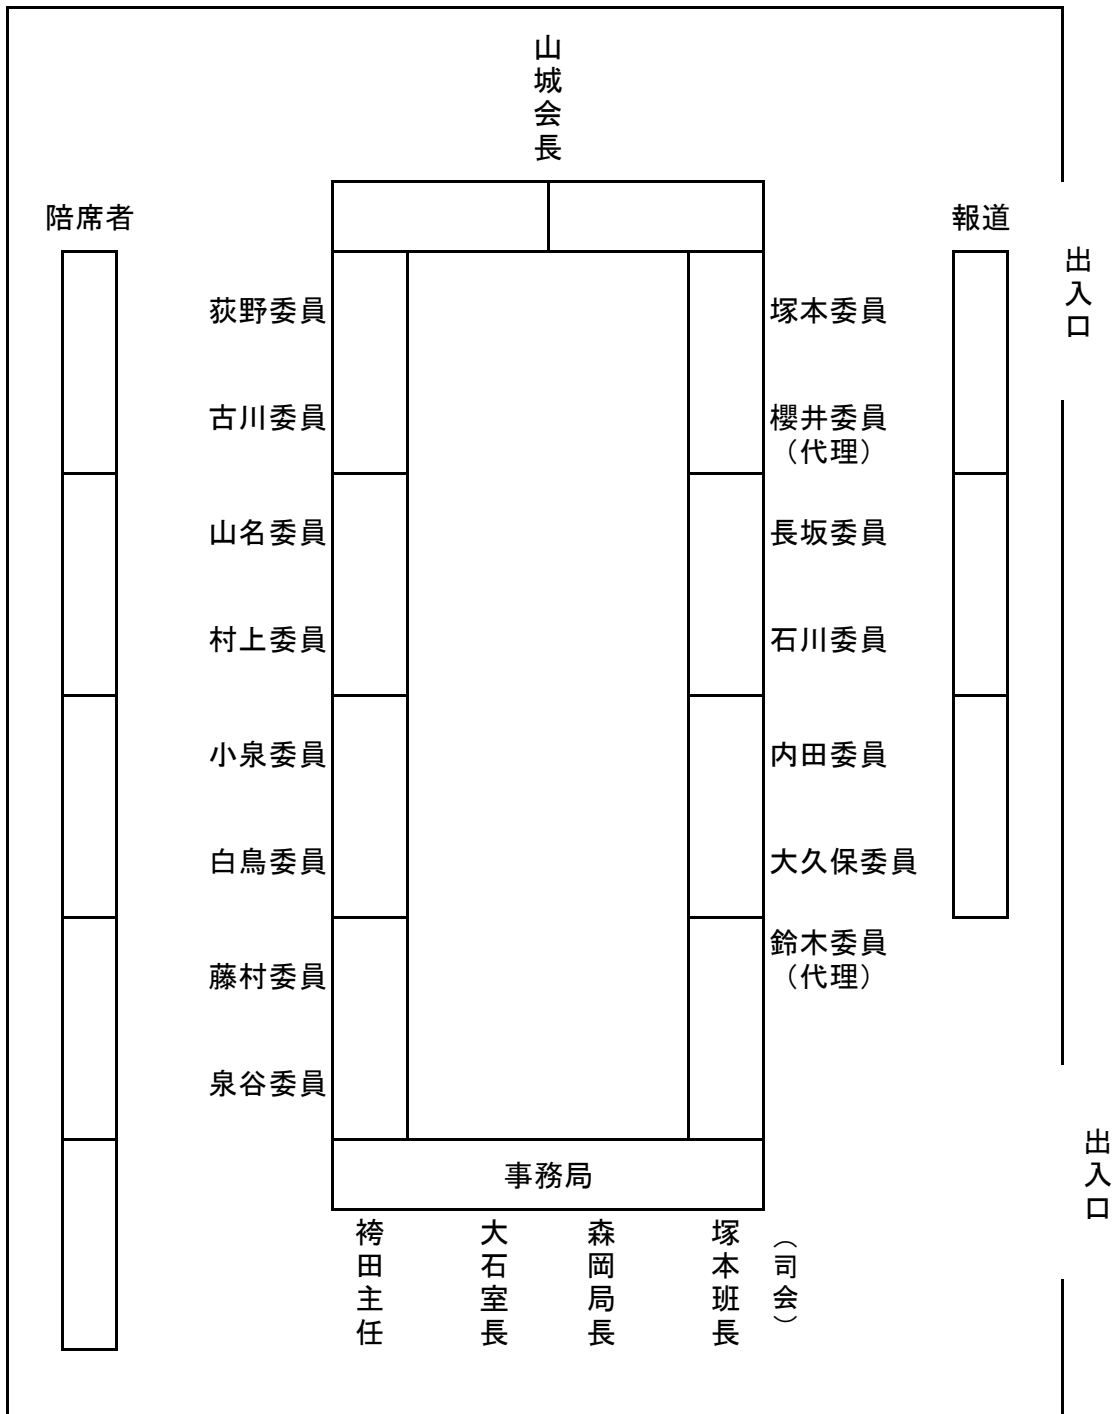 山城会長
陪席者
報道
出入口
荻野委員
塚本委員
古川委員
櫻井委員
（代理）
山名委員
長坂委員
村上委員
石川委員
小泉委員
内田委員
白鳥委員
大久保委員
藤村委員
鈴木委員
（代理）
泉谷委員
出入口
事務局
袴田主任
大石室長
森岡局長
塚本班長
（司会）